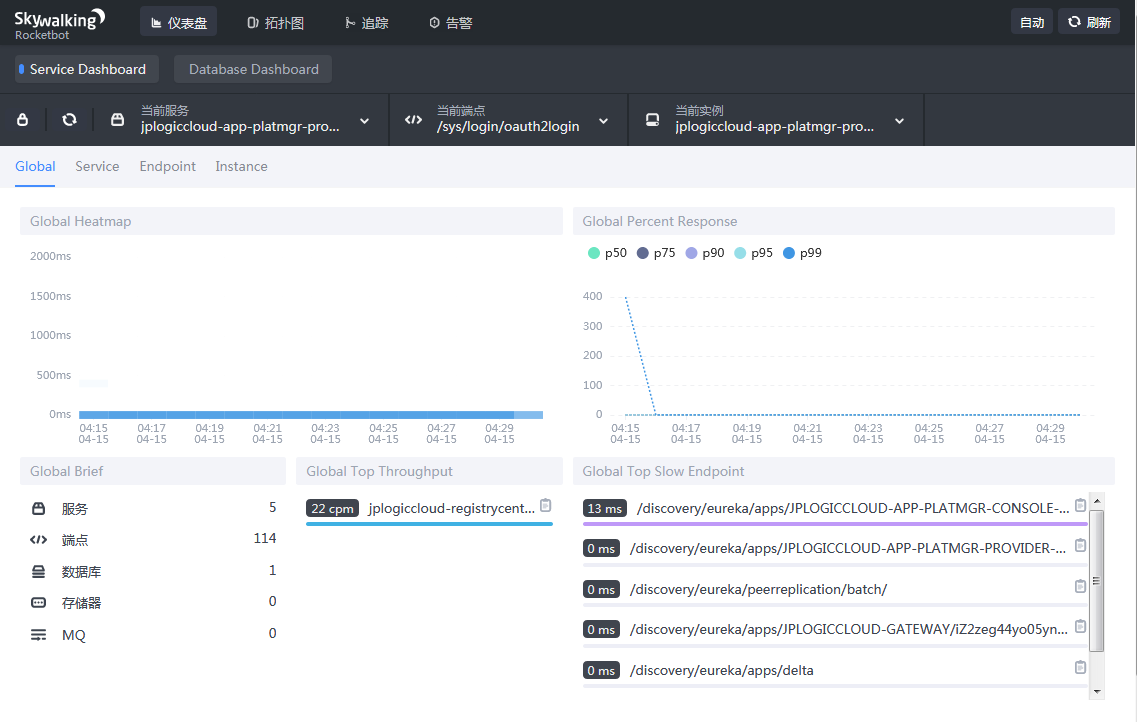 Skywalking
Rocketbot
仪表盘
拓扑图
追踪
告警
自动
刷新
Service Dashboard
Database Dashboard
当前服务
jplogiccloud-app-platmgr-pro...
当前端点
/sys/login/oauth2login
当前实例
jplogiccloud-app-platmgr-pro...
Global
Service
Endpoint
Instance
Global Heatmap
2000ms
1500ms
1000ms
500ms
0ms
04:15 04:17 04:19 04:21 04:23 04:25 04:27 04:29
04-15 04-15 04-15 04-15 04-15 04-15 04-15 04-15
Global Percent Response
p50 p75 p90 p95 p99
400
300
200
100
0
04:15 04:17 04:19 04:21 04:23 04:25 04:27 04:29
04-15 04-15 04-15 04-15 04-15 04-15 04-15 04-15
Global Brief
服务 5
端点 114
数据库 1
存储器 0
MQ 0
Global Top Throughput
22 cpm jplogiccloud-registrycent...
Global Top Slow Endpoint
13 ms /discovery/eureka/apps/JPLOGICCLOUD-APP-PLATMGR-CONSOLE-...
0 ms /discovery/eureka/apps/JPLOGICCLOUD-APP-PLATMGR-PROVIDER-...
0 ms /discovery/eureka/peerreplication/batch/
0 ms /discovery/eureka/apps/JPLOGICCLOUD-GATEWAY/iZ2zeg44yo05yn...
0 ms /discovery/eureka/apps/delta